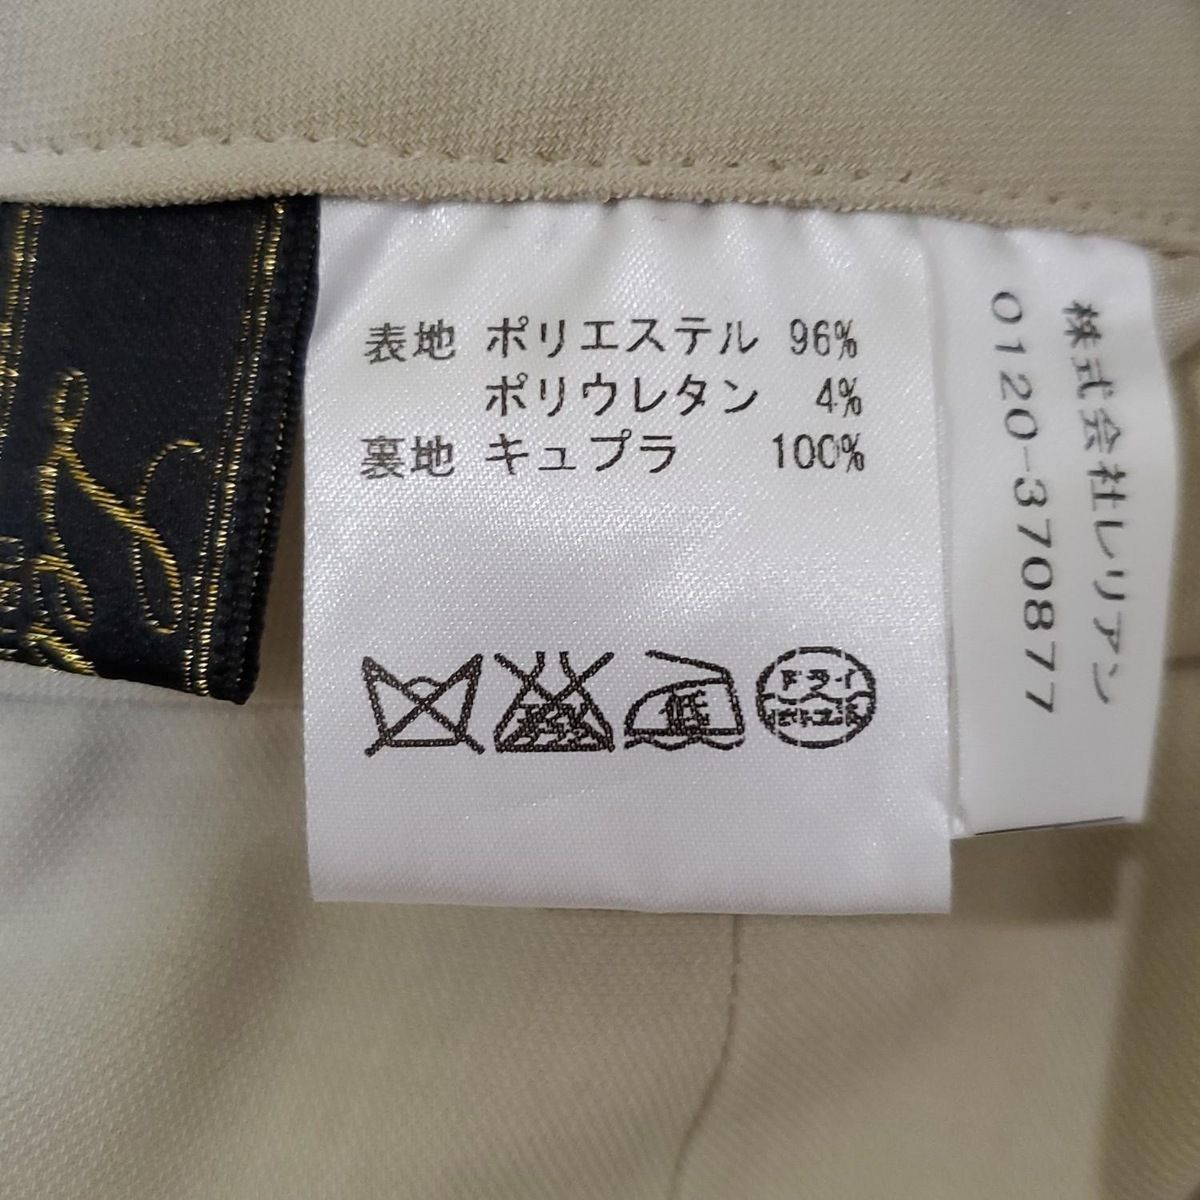 表地 ポリエステル 96%
ポリウレタン 4%
裏地 キュプラ 100%
低
株式会社レリアン
0120-370877